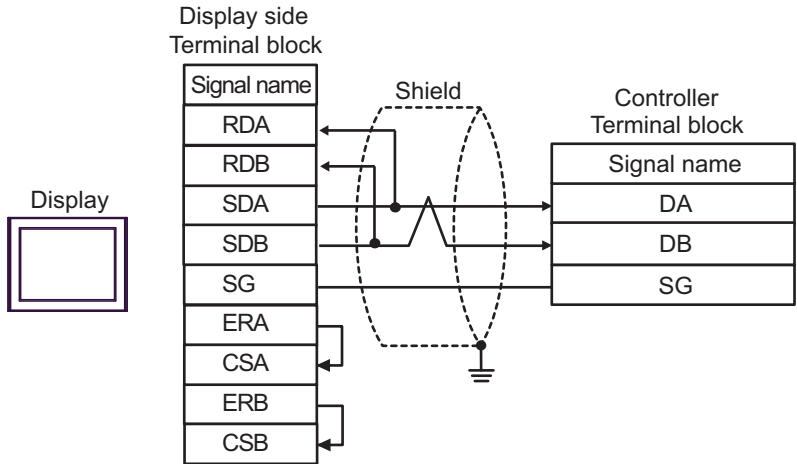 Display side
Terminal block
Signal name
RDA
RDB
SDA
SDB
SG
ERA
CSA
ERB
CSB
Display
Shield
Controller
Terminal block
Signal name
DA
DB
SG